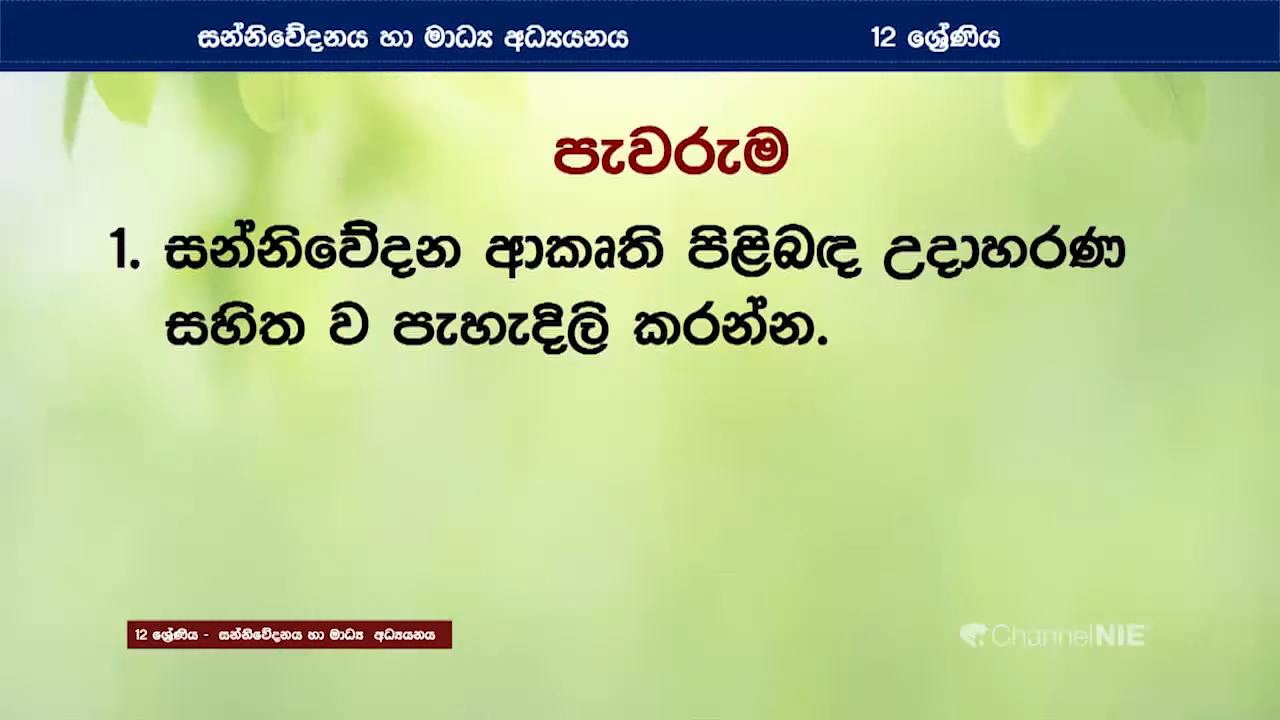 සන්නිවේදනය හා මාධ්‍ය අධ්‍යයනය 12 ශ්‍රේණිය
පැවරුම
1. සන්නිවේදන ආකෘති පිළිබඳ උදාහරණ
සහිත ව පැහැදිලි කරන්න.
12 ශ්‍රේණිය - සන්නිවේදනය හා මාධ්‍ය අධ්‍යයනය
ChannelNIE